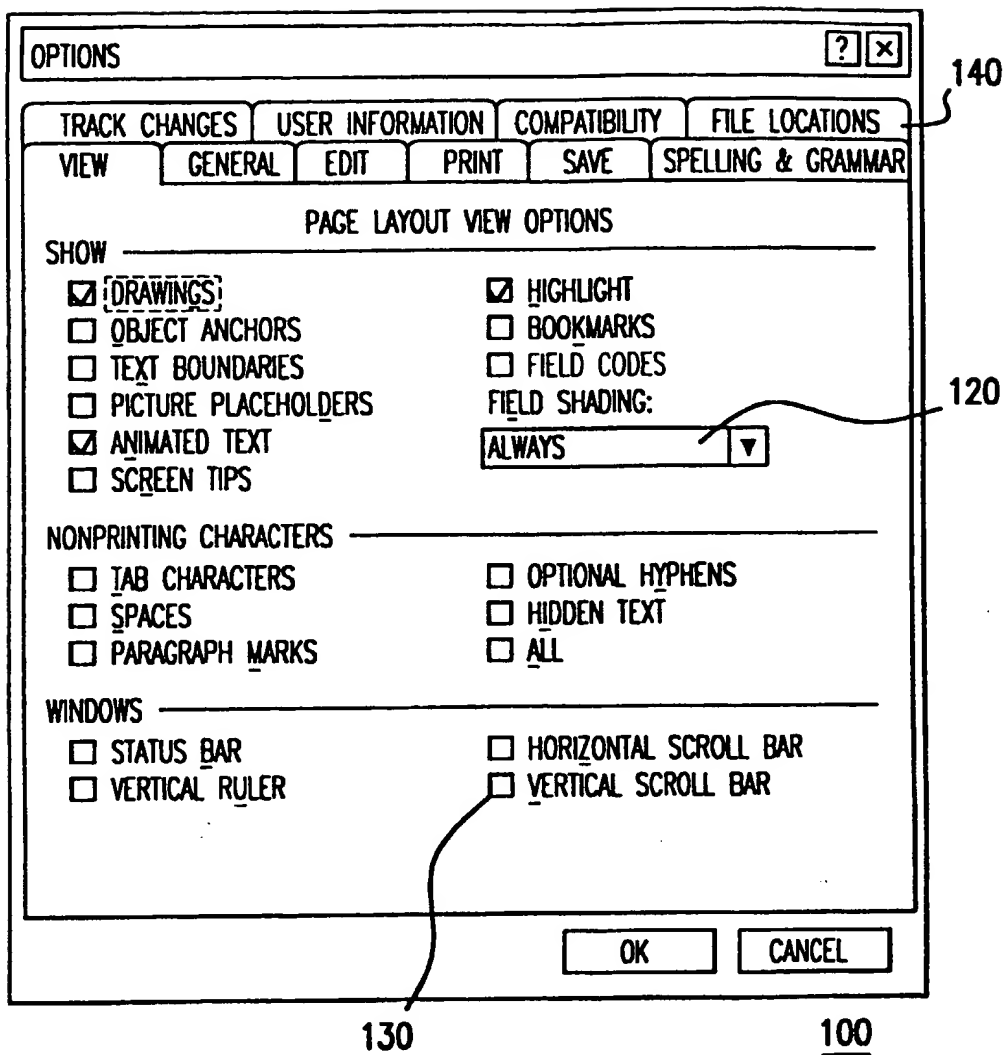 OPTIONS ? ×
140
TRACK CHANGES USER INFORMATION COMPATIBILITY FILE LOCATIONS
VIEW GENERAL EDIT PRINT SAVE SPELLING & GRAMMAR
PAGE LAYOUT VIEW OPTIONS
SHOW
DRAWINGS HIGHLIGHT
OBJECT ANCHORS BOOKMARKS
TEXT BOUNDARIES FIELD CODES
PICTURE PLACEHOLDERS FIELD SHADING:
120
ANIMATED TEXT ALWAYS
SCREEN TIPS
NONPRINTING CHARACTERS
TAB CHARACTERS OPTIONAL HYPHENS
SPACES HIDDEN TEXT
PARAGRAPH MARKS ALL
WINDOWS
STATUS BAR HORIZONTAL SCROLL BAR
VERTICAL RULER VERTICAL SCROLL BAR
OK CANCEL
130 100